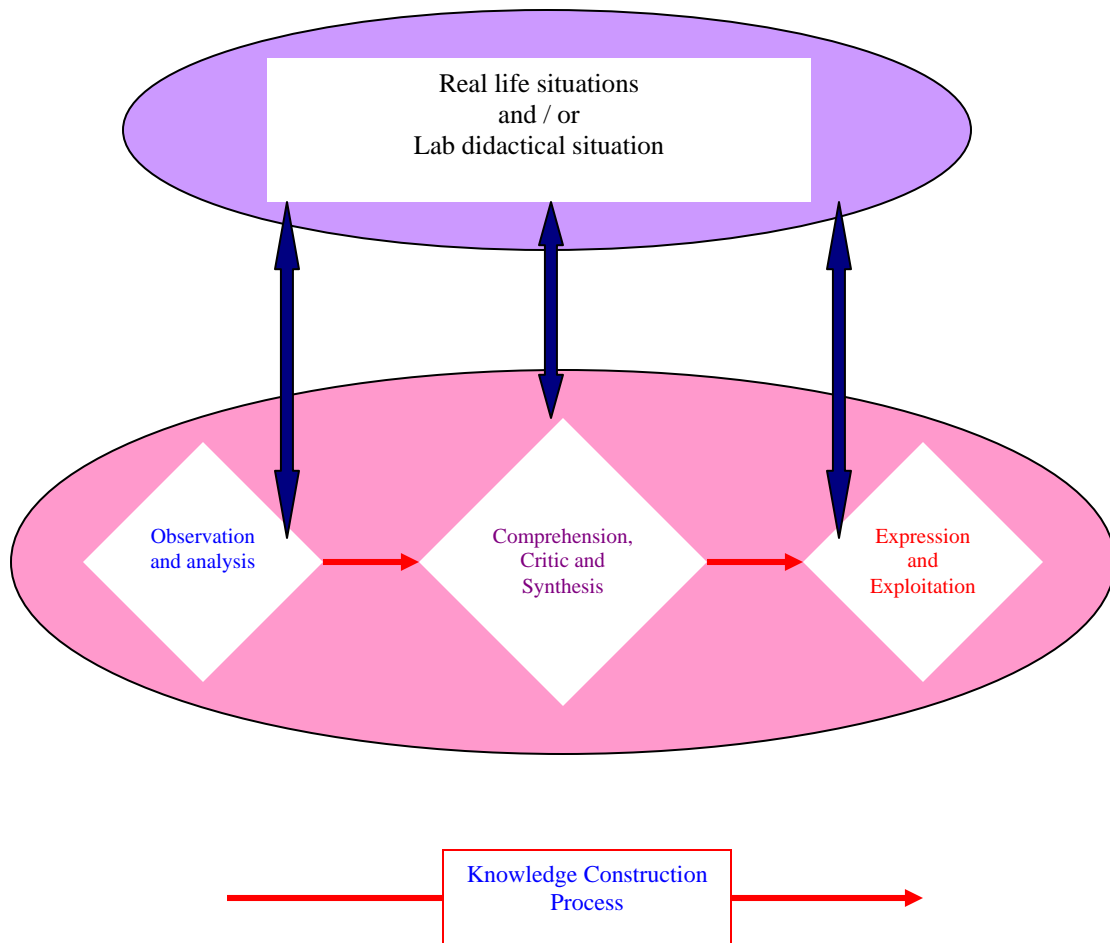 Real life situations
and / or
Lab didactical situation
Observation
and analysis
Comprehension,
Critic and
Synthesis
Expression
and
Exploitation
Knowledge Construction
Process